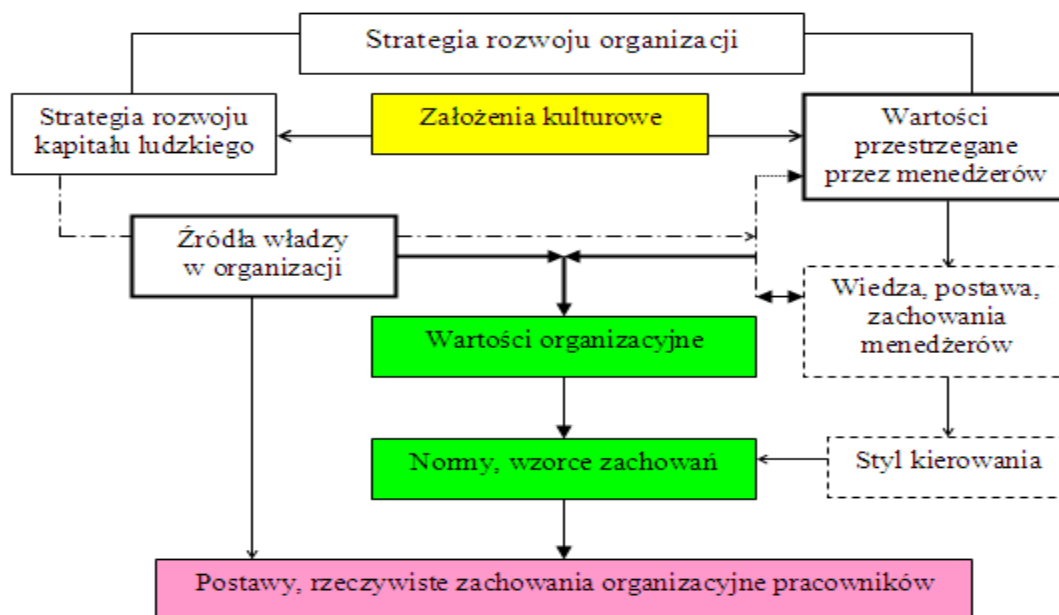 Strategia rozwoju organizacji
Strategia rozwoju
kapitału ludzkiego
Założenia kulturowe
Wartości
przestrzegane
przez menedżerów
Źródła władzy
w organizacji
Wiedza, postawa,
zachowania
menedżerów
Wartości organizacyjne
Normy, wzorce zachowań
Styl kierowania
Postawy, rzeczywiste zachowania organizacyjne pracowników